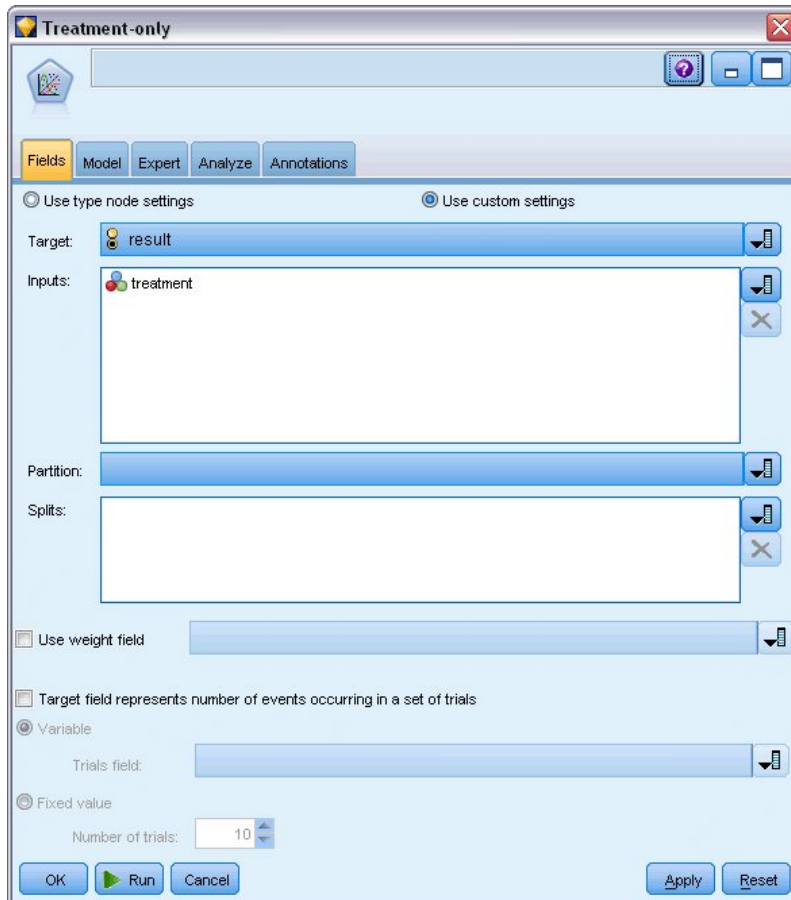 Treatment-only
Fields Model Expert Analyze Annotations
Use type node settings Use custom settings
Target: result
Inputs: treatment
Partition:
Splits:
Use weight field
Target field represents number of events occurring in a set of trials
Variable
Trials field:
Fixed value
Number of trials: 10
OK Run Cancel Apply Reset